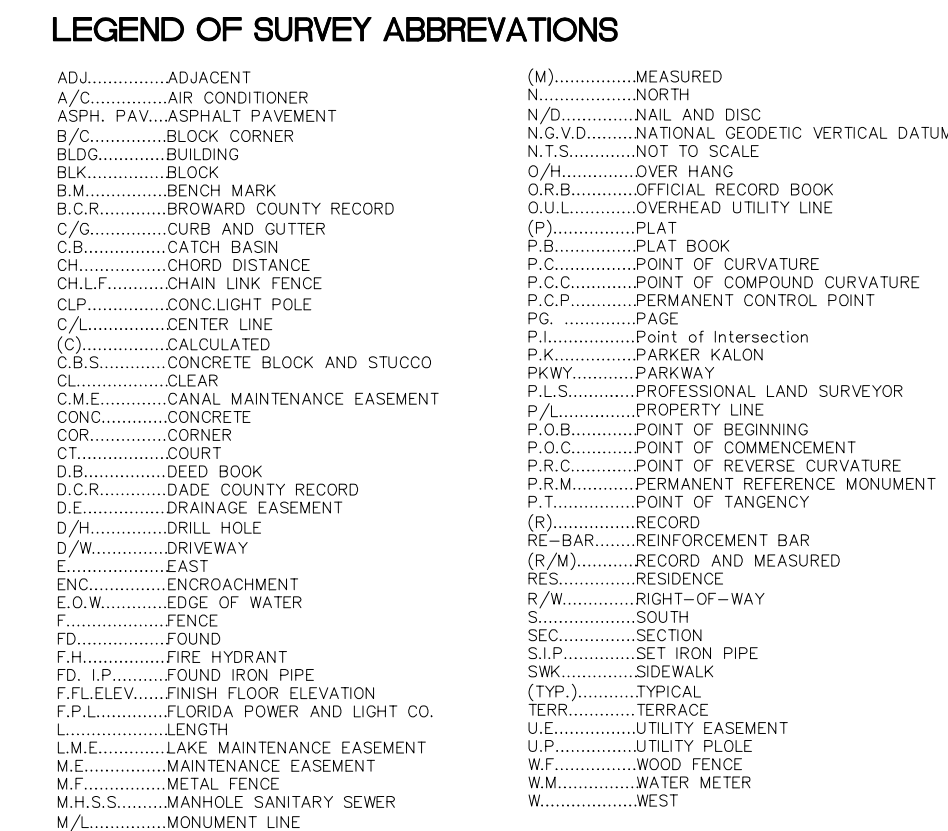 LEGEND OF SURVEY ABBREVATIONS
ADJ...............ADJACENT
A/C..............AIR CONDITIONER
ASPH. PAV....ASPHALT PAVEMENT
B/C..............BLOCK CORNER
BLDG............BUILDING
BLK..............BLOCK
B.M..............BENCH MARK
B.C.R............BROWARD COUNTY RECORD
C/G..............CURB AND GUTTER
C.B...............CATCH BASIN
CH................CHORD DISTANCE
CH.L.F...........CHAIN LINK FENCE
CLP..............CONC.LIGHT POLE
C/L..............CENTER LINE
(C)...............CALCULATED
C.B.S............CONCRETE BLOCK AND STUCCO
CL................CLEAR
C.M.E............CANAL MAINTENANCE EASEMENT
CONC............CONCRETE
COR..............CORNER
CT................COURT
D.B...............DEED BOOK
D.C.R............DADE COUNTY RECORD
D.E...............DRAINAGE EASEMENT
D/H..............DRILL HOLE
D/W..............DRIVEWAY
E..................EAST
ENC..............ENCROACHMENT
E.O.W............EDGE OF WATER
F..................FENCE
FD................FOUND
F.H...............FIRE HYDRANT
FD. I.P..........FOUND IRON PIPE
F.FL.ELEV......FINISH FLOOR ELEVATION
F.P.L.............FLORIDA POWER AND LIGHT CO.
L..................LENGTH
L.M.E............LAKE MAINTENANCE EASEMENT
M.E..............MAINTENANCE EASEMENT
M.F..............METAL FENCE
M.H.S.S.........MANHOLE SANITARY SEWER
M/L..............MONUMENT LINE
(M)...............MEASURED
N..................NORTH
N/D..............NAIL AND DISC
N.G.V.D.........NATIONAL GEODETIC VERTICAL DATUM
N.T.S............NOT TO SCALE
O/H..............OVER HANG
O.R.B............OFFICIAL RECORD BOOK
O.U.L............OVERHEAD UTILITY LINE
(P)...............PLAT
P.B...............PLAT BOOK
P.C...............POINT OF CURVATURE
P.C.C............POINT OF COMPOUND CURVATURE
P.C.P............PERMANENT CONTROL POINT
PG. .............PAGE
P.I................Point of Intersection
P.K...............PARKER KALON
PKWY............PARKWAY
P.L.S............PROFESSIONAL LAND SURVEYOR
P/L..............PROPERTY LINE
P.O.B............POINT OF BEGINNING
P.O.C............POINT OF COMMENCEMENT
P.R.C............POINT OF REVERSE CURVATURE
P.R.M............PERMANENT REFERENCE MONUMENT
P.T...............POINT OF TANGENCY
(R)...............RECORD
RE-BAR........REINFORCEMENT BAR
(R/M)...........RECORD AND MEASURED
RES..............RESIDENCE
R/W..............RIGHT-OF-WAY
S..................SOUTH
SEC..............SECTION
S.I.P.............SET IRON PIPE
SWK..............SIDEWALK
(TYP.)...........TYPICAL
TERR............TERRACE
U.E...............UTILITY EASEMENT
U.P...............UTILITY PLOLE
W.F...............WOOD FENCE
W.M..............WATER METER
W..................WEST